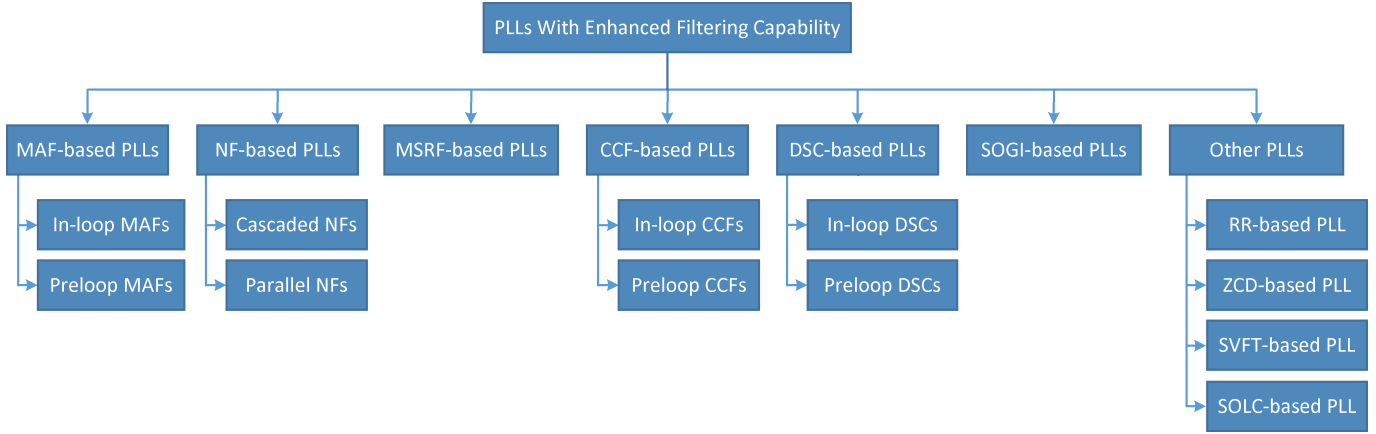 PLLs With Enhanced Filtering Capability
MAF-based PLLs
NF-based PLLs
MSRF-based PLLs
CCF-based PLLs
DSC-based PLLs
SOGI-based PLLs
Other PLLs
In-loop MAFs
Preloop MAFs
Cascaded NFs
Parallel NFs
In-loop CCFs
Preloop CCFs
In-loop DSCs
Preloop DSCs
RR-based PLL
ZCD-based PLL
SVFT-based PLL
SOLC-based PLL